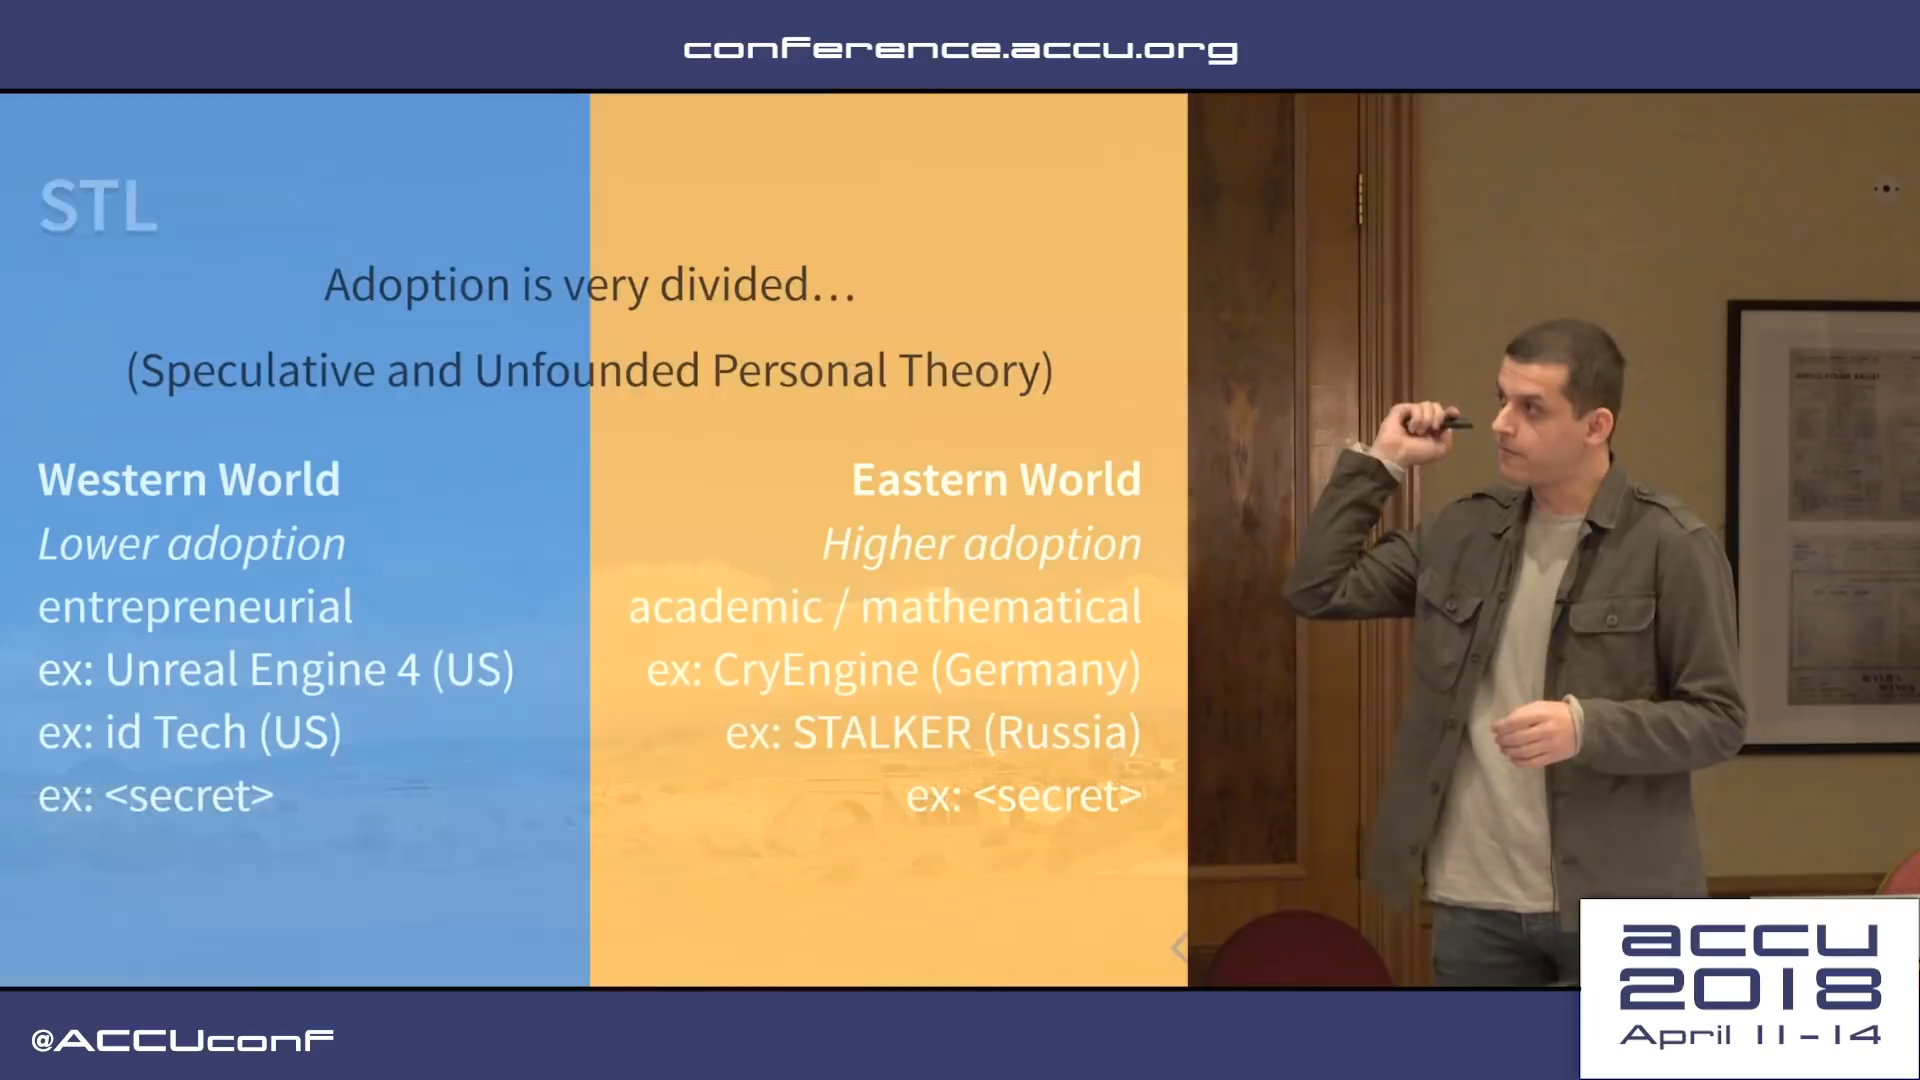 conference.accu.org
STL
Adoption is very divided...
(Speculative and Unfounded Personal Theory)
Western World
Lower adoption
entrepreneurial
ex: Unreal Engine 4 (US)
ex: id Tech (US)
ex: <secret>
Eastern World
Higher adoption
academic / mathematical
ex: CryEngine (Germany)
ex: STALKER (Russia)
ex: <secret>
accu
2018
April 11-14
@ACCUconf